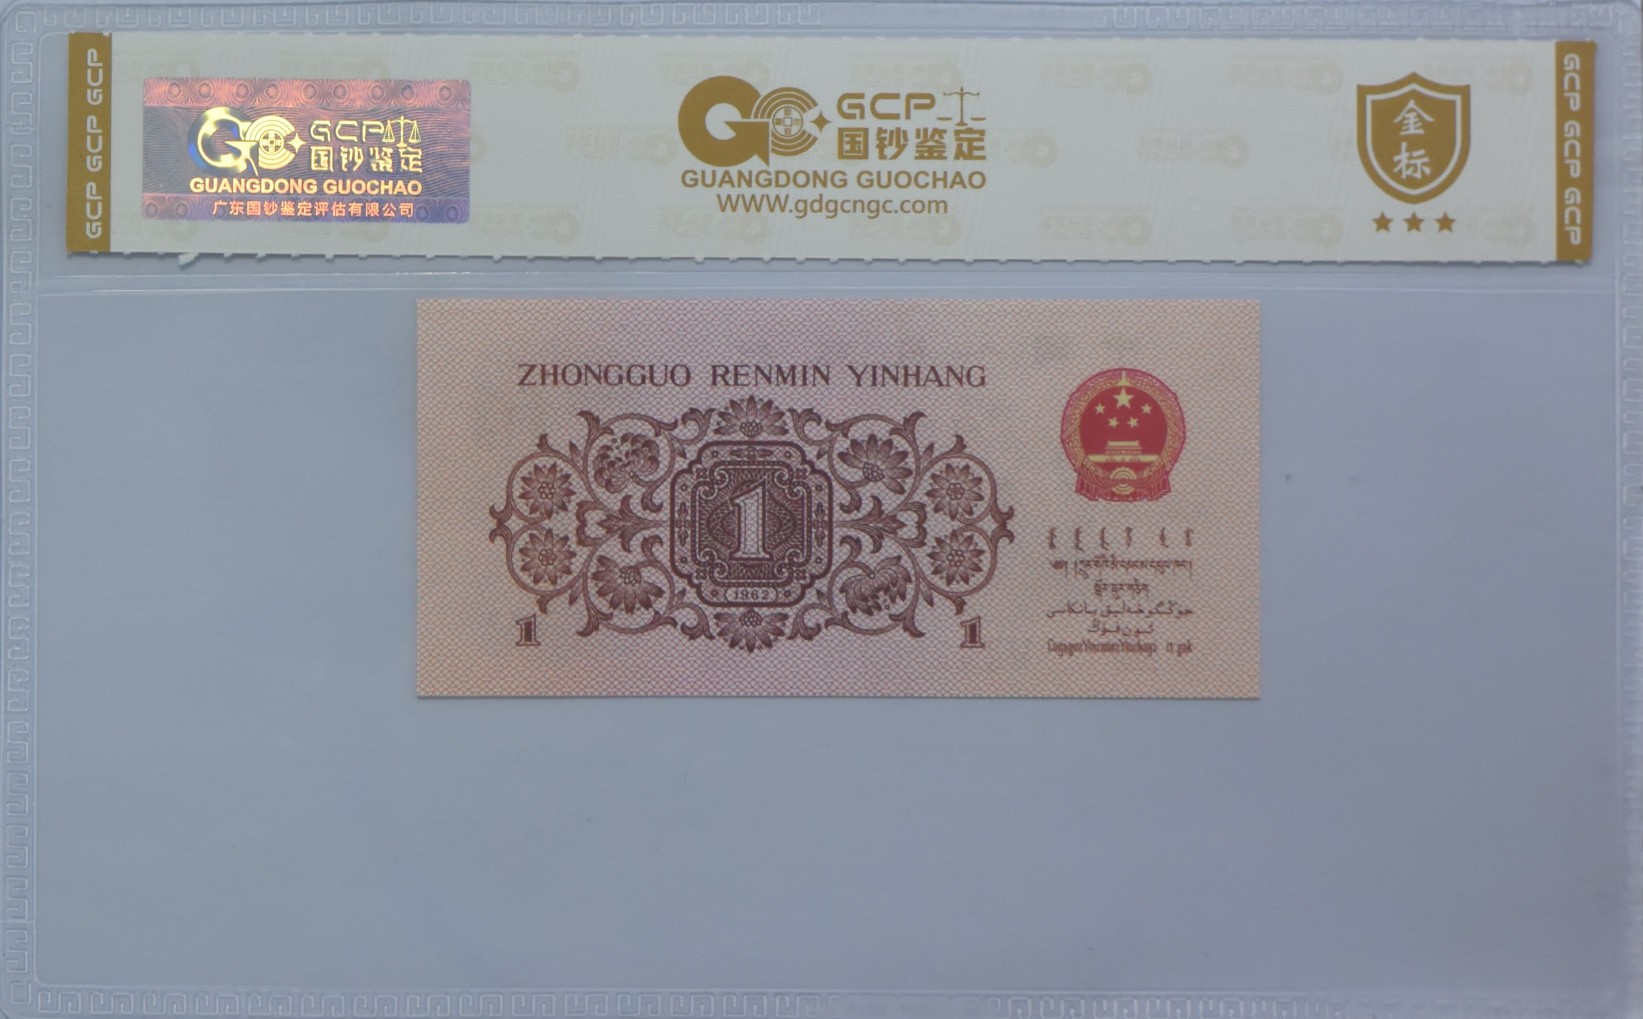 GCP GCP GCP
GCP 国钞鉴定
GUANGDONG GUOCHAO
广东国钞鉴定评估有限公司
GCP
国钞鉴定
GUANGDONG GUOCHAO
WWW.gdgcngc.com
金标
GCP GCP GCP
ZHONGGUO RENMIN YINHANG
1
1962
1
1